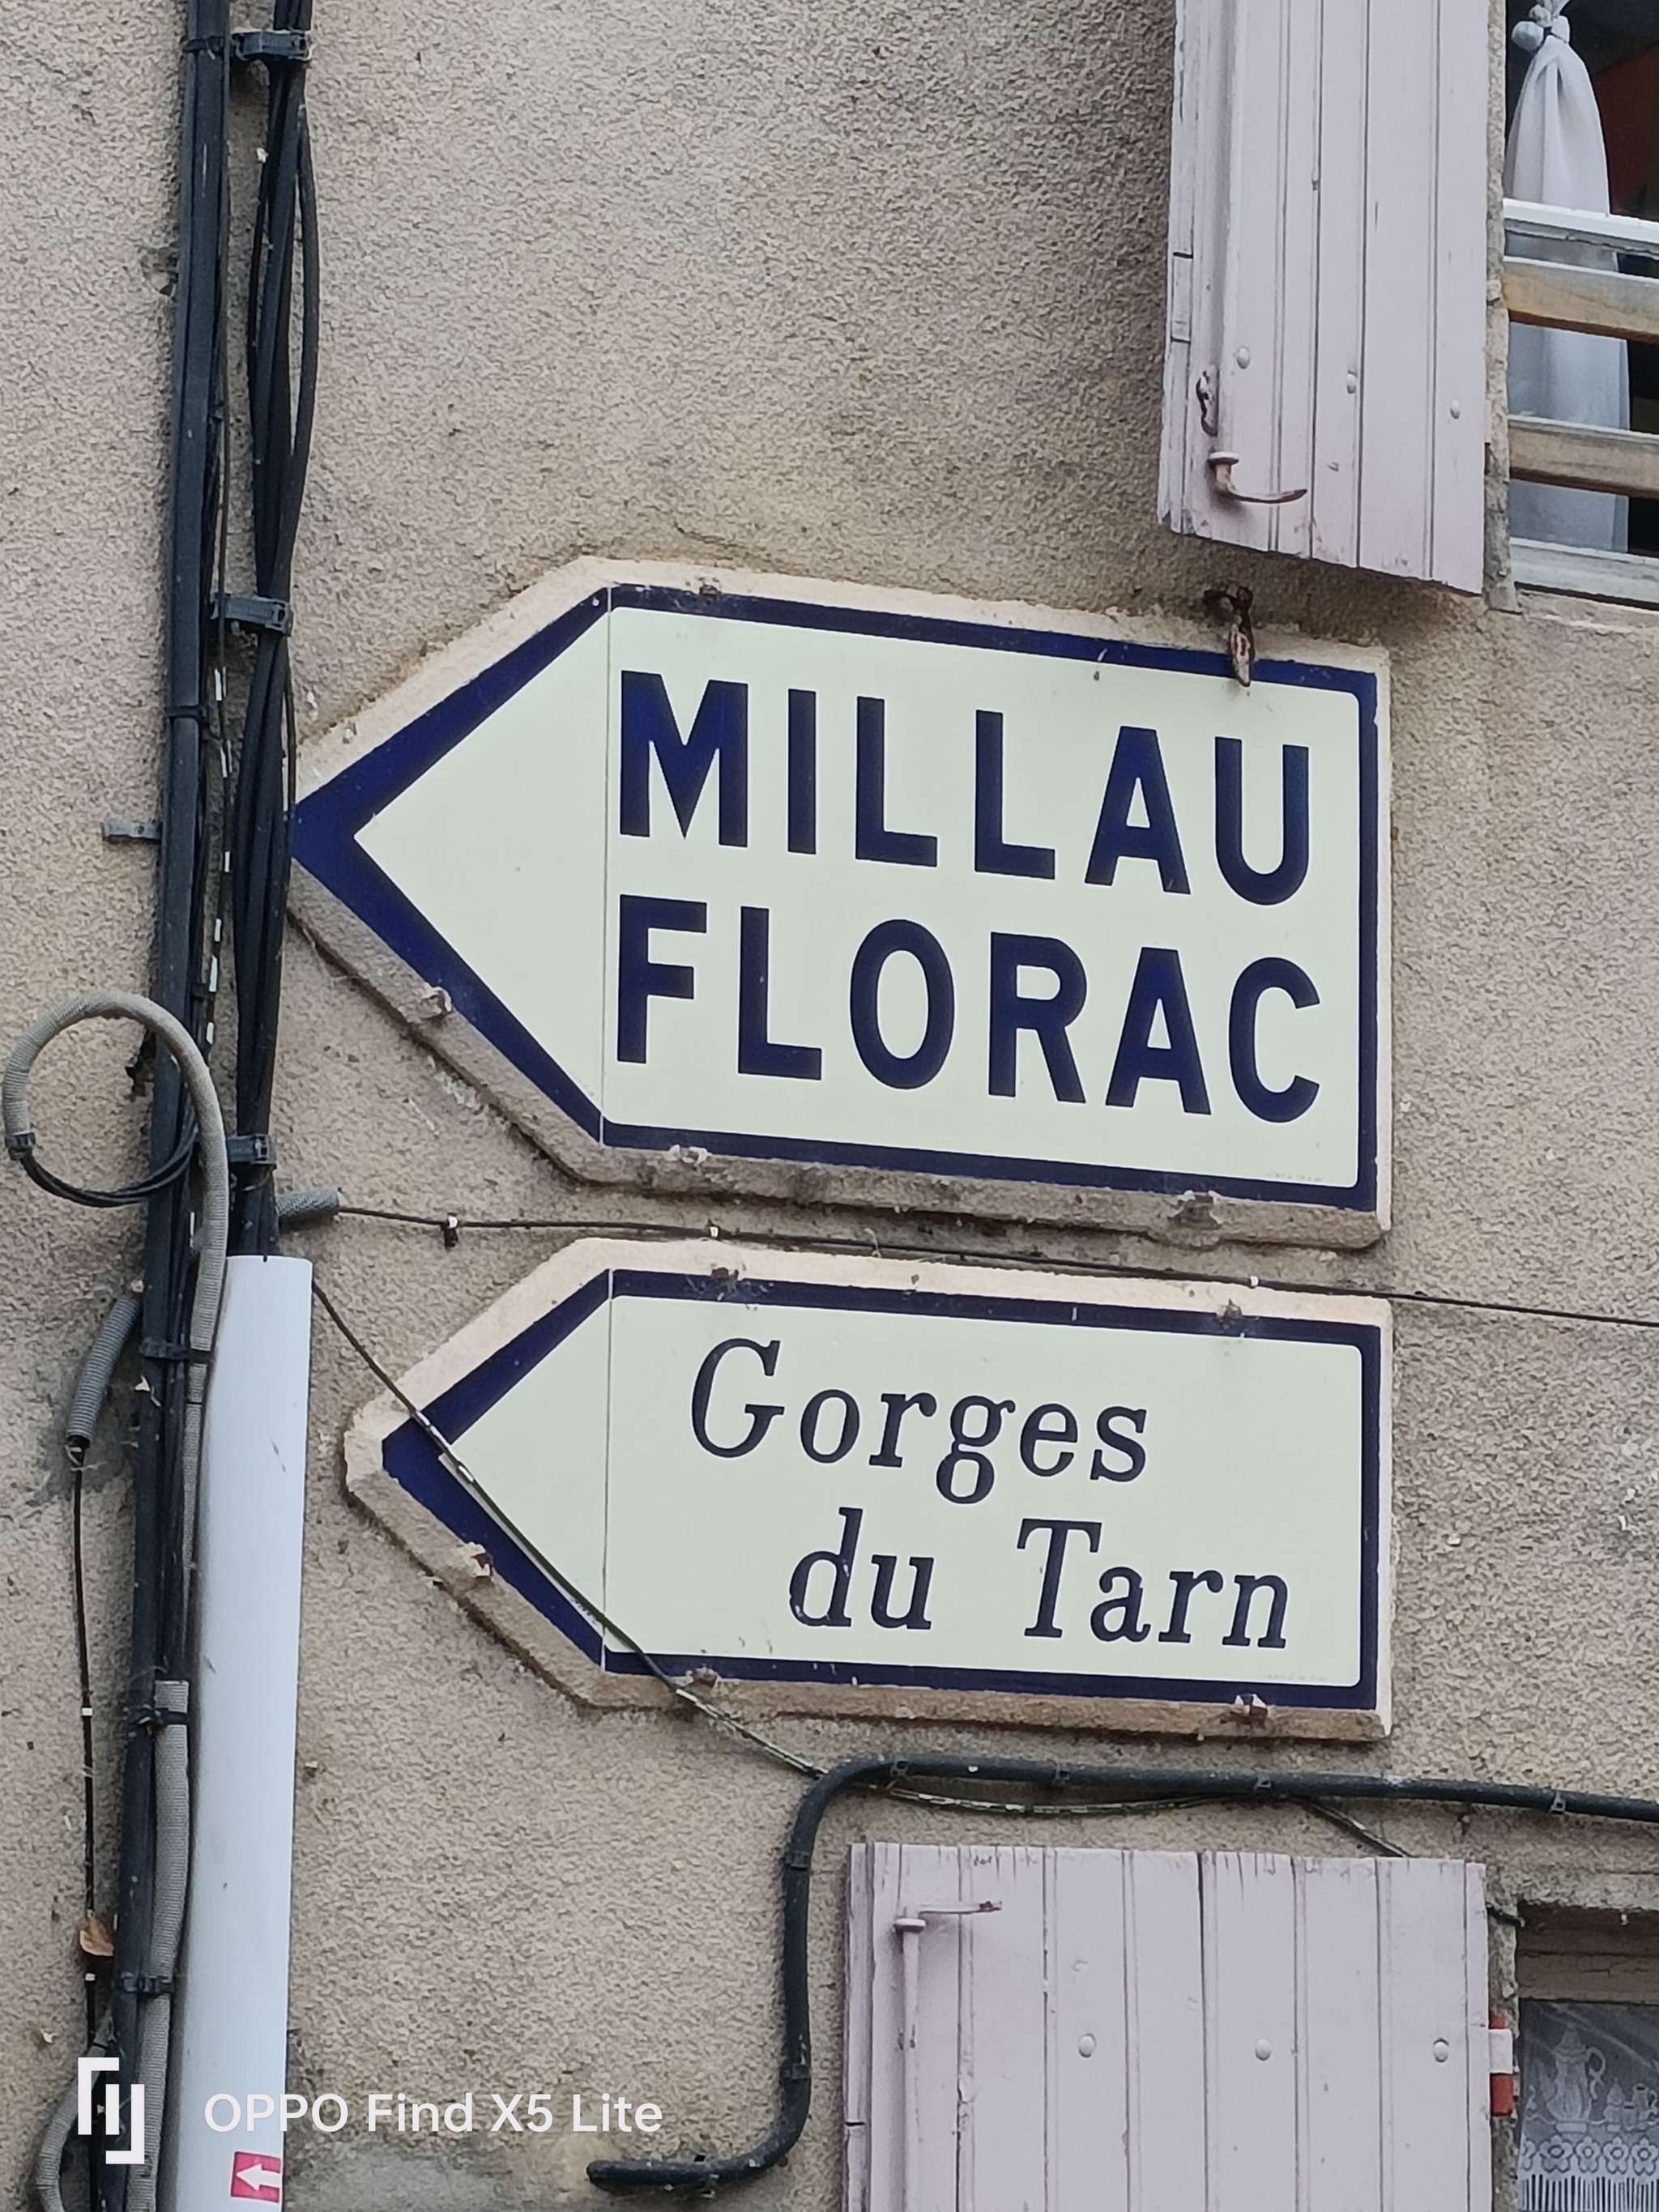 MILLAU
FLORAC
Gorges
du Tarn
OPPO Find X5 Lite